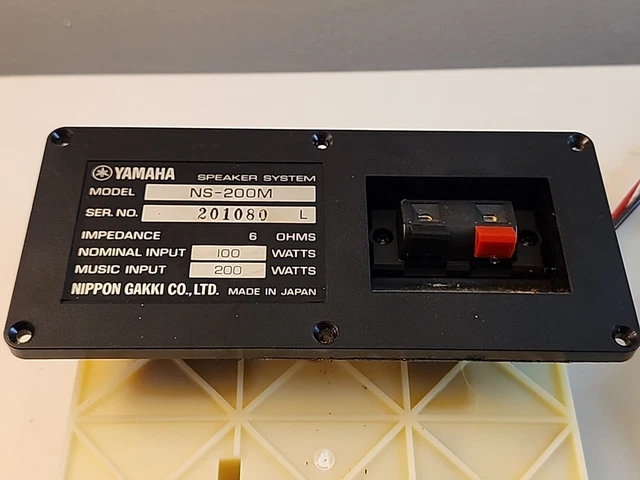 YAMAHA SPEAKER SYSTEM
MODEL NS-200M
SER. NO. 201080 L
IMPEDANCE 6 OHMS
NOMINAL INPUT 100 WATTS
MUSIC INPUT 200 WATTS
NIPPON GAKKI CO., LTD. MADE IN JAPAN